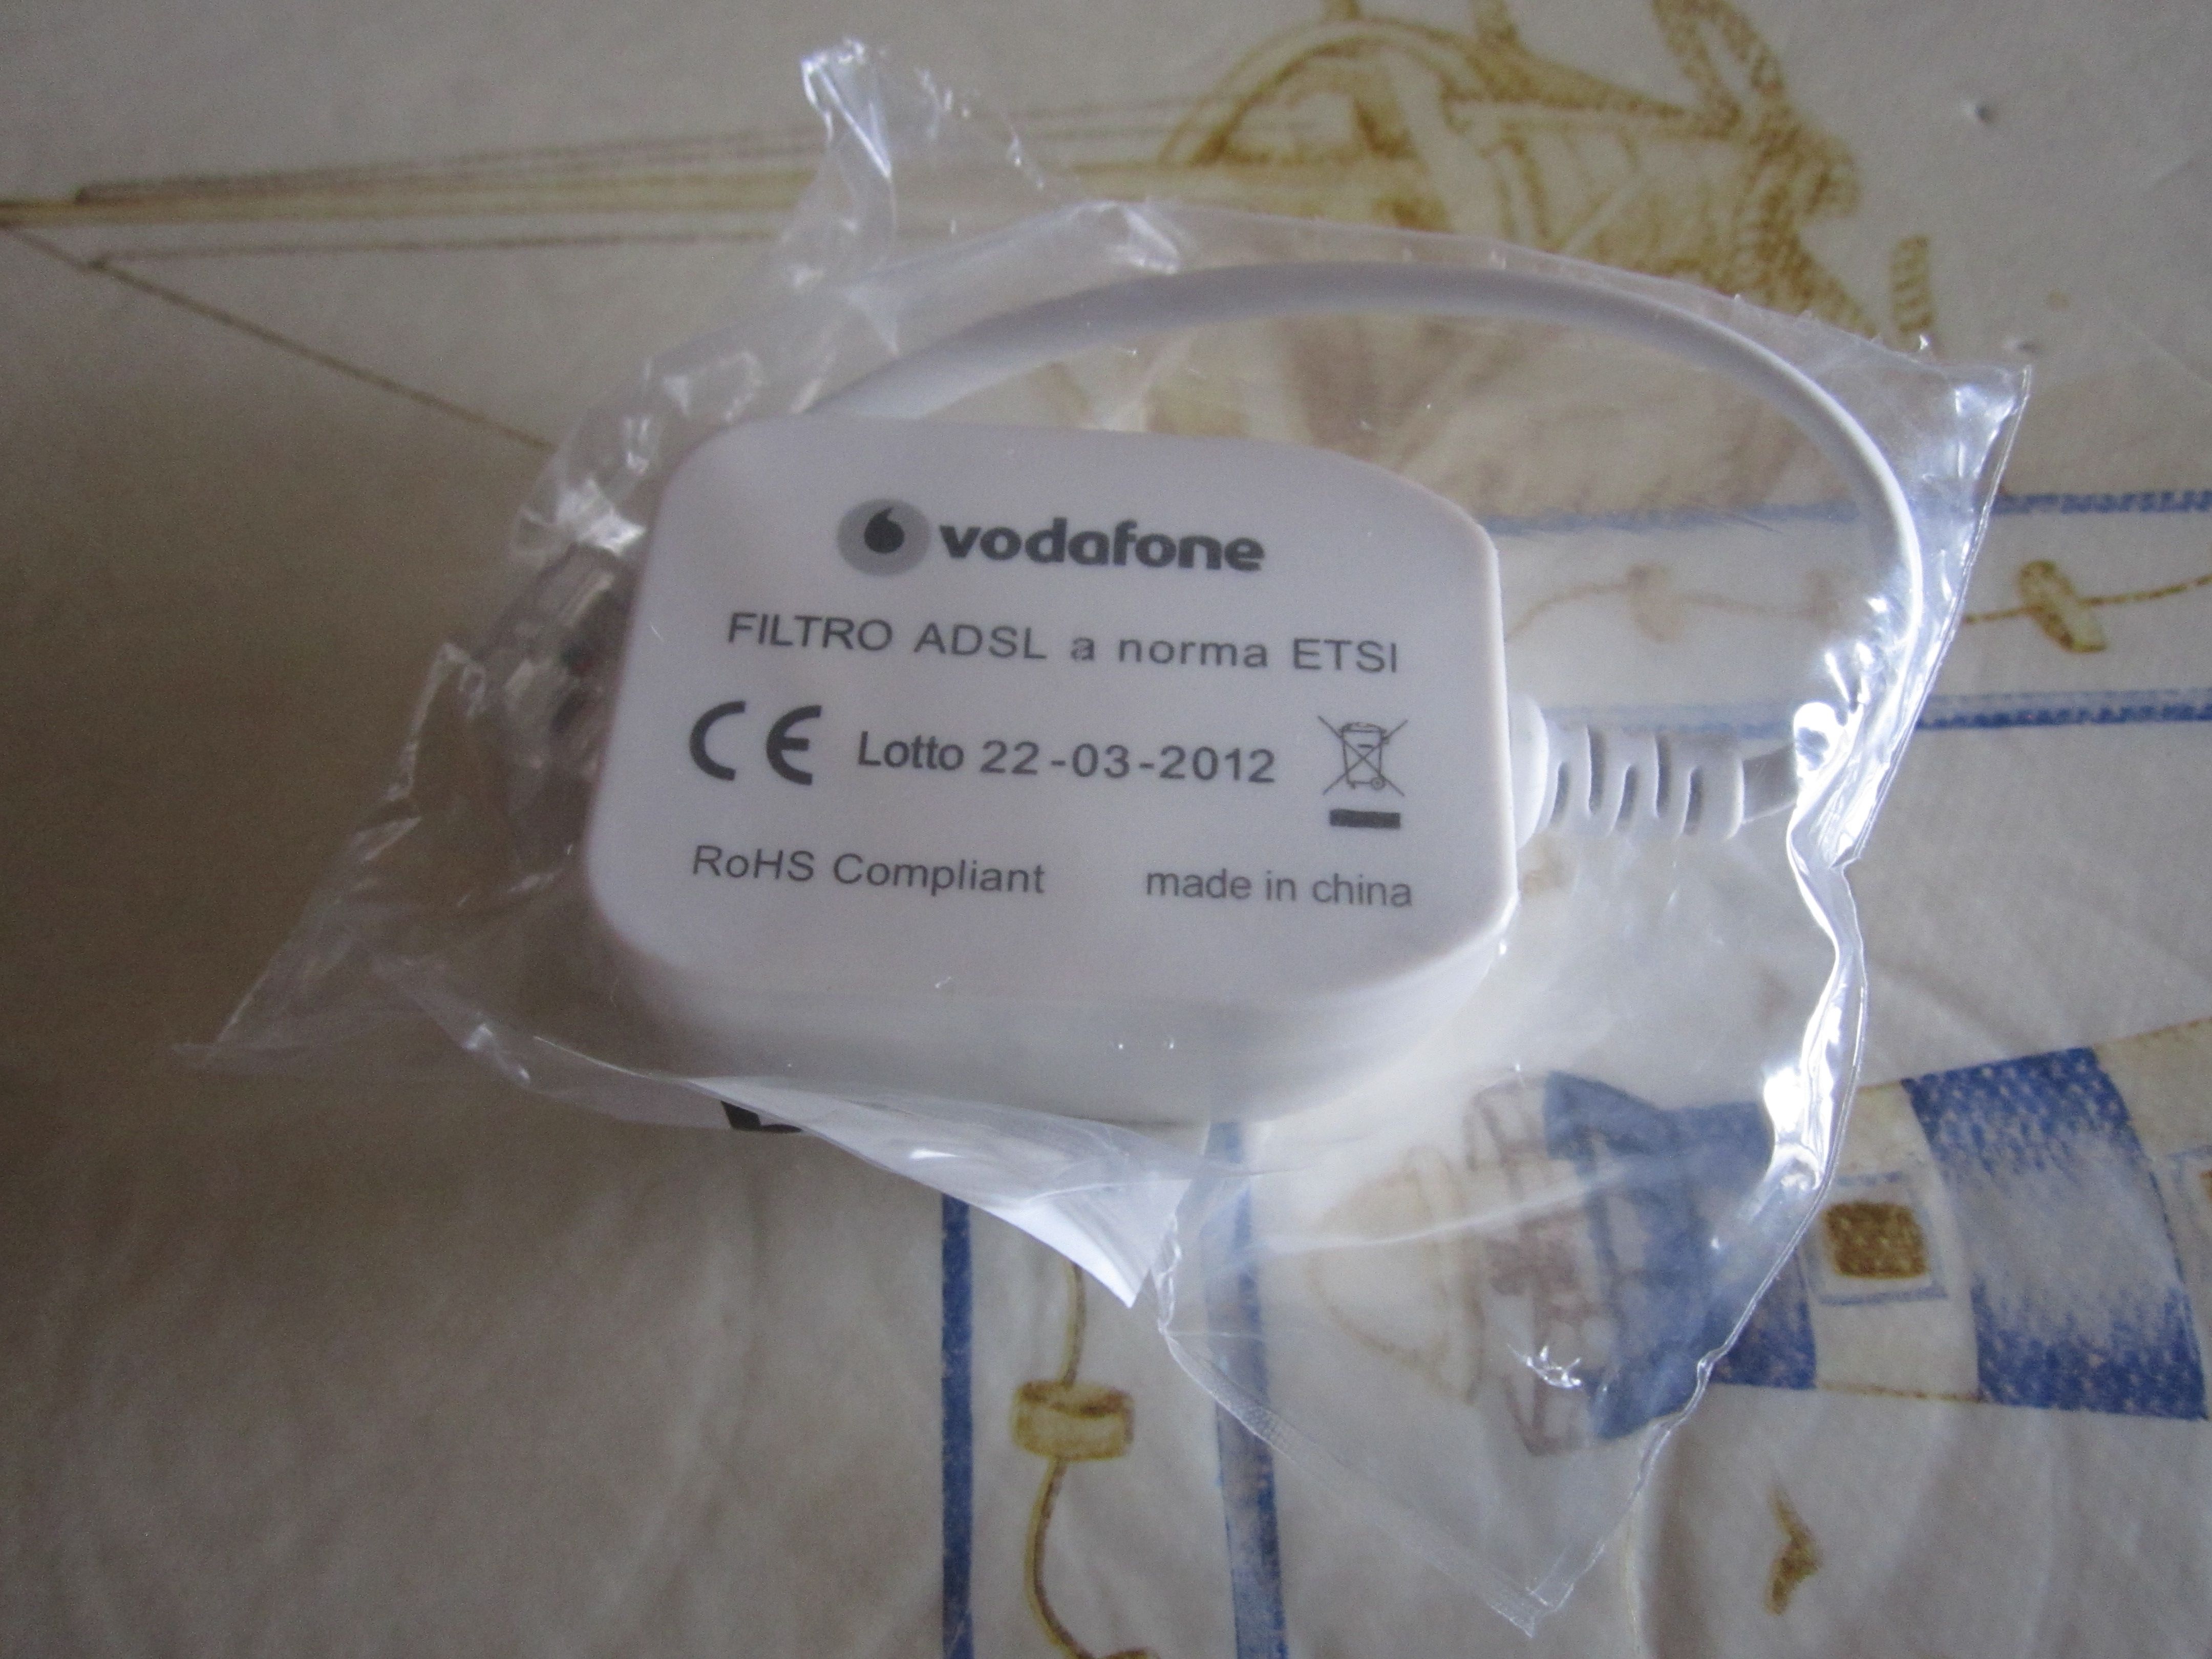 vodafone
FILTRO ADSL a norma ETSI
CE Lotto 22-03-2012
RoHS Compliant made in china